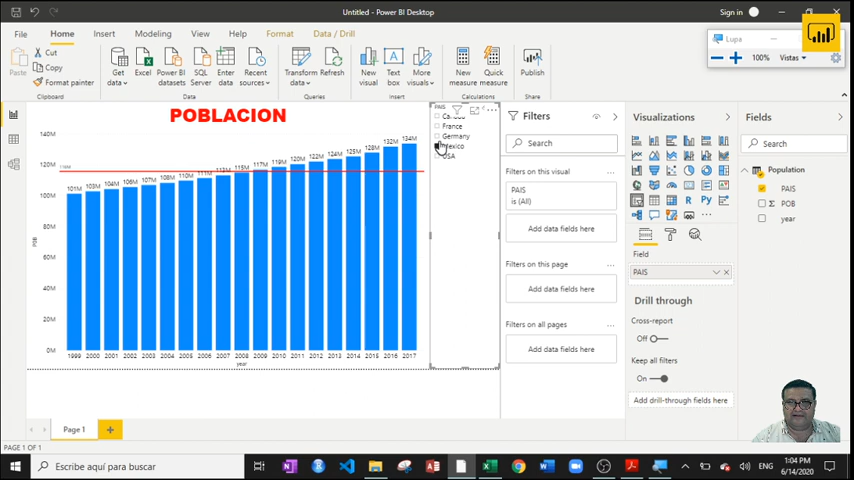 Untitled - Power BI Desktop
Sign in
File
Home
Insert
Modeling
View
Help
Format
Data / Drill
Lupa
100%
Vistas
Paste
Cut
Copy
Format painter
Clipboard
Get data
Excel
Power BI datasets
SQL Server
Enter data
Recent sources
Data
Transform data
Refresh
Queries
New visual
Text box
More visuals
Insert
New measure
Quick measure
Calculations
Publish
Share
POBLACION
140M
120M
100M
80M
60M
40M
20M
0M
POB
101M 103M 104M 105M 107M 108M 110M 111M 113M 115M 117M 119M 120M 122M 124M 125M 128M 132M 134M
1999 2000 2001 2002 2003 2004 2005 2006 2007 2008 2009 2010 2011 2012 2013 2014 2015 2016 2017
year
PAIS
France
Germany
Mexico
USA
Filters
Search
Filters on this visual
PAIS
is (All)
Add data fields here
Filters on this page
Add data fields here
Filters on all pages
Add data fields here
Visualizations
R
Py
Field
PAIS
Drill through
Cross-report
Off
Keep all filters
On
Add drill-through fields here
Fields
Search
Population
PAIS
Σ POB
year
Page 1
PAGE 1 OF 1
Escribe aquí para buscar
ENG
1:04 PM
6/14/2020